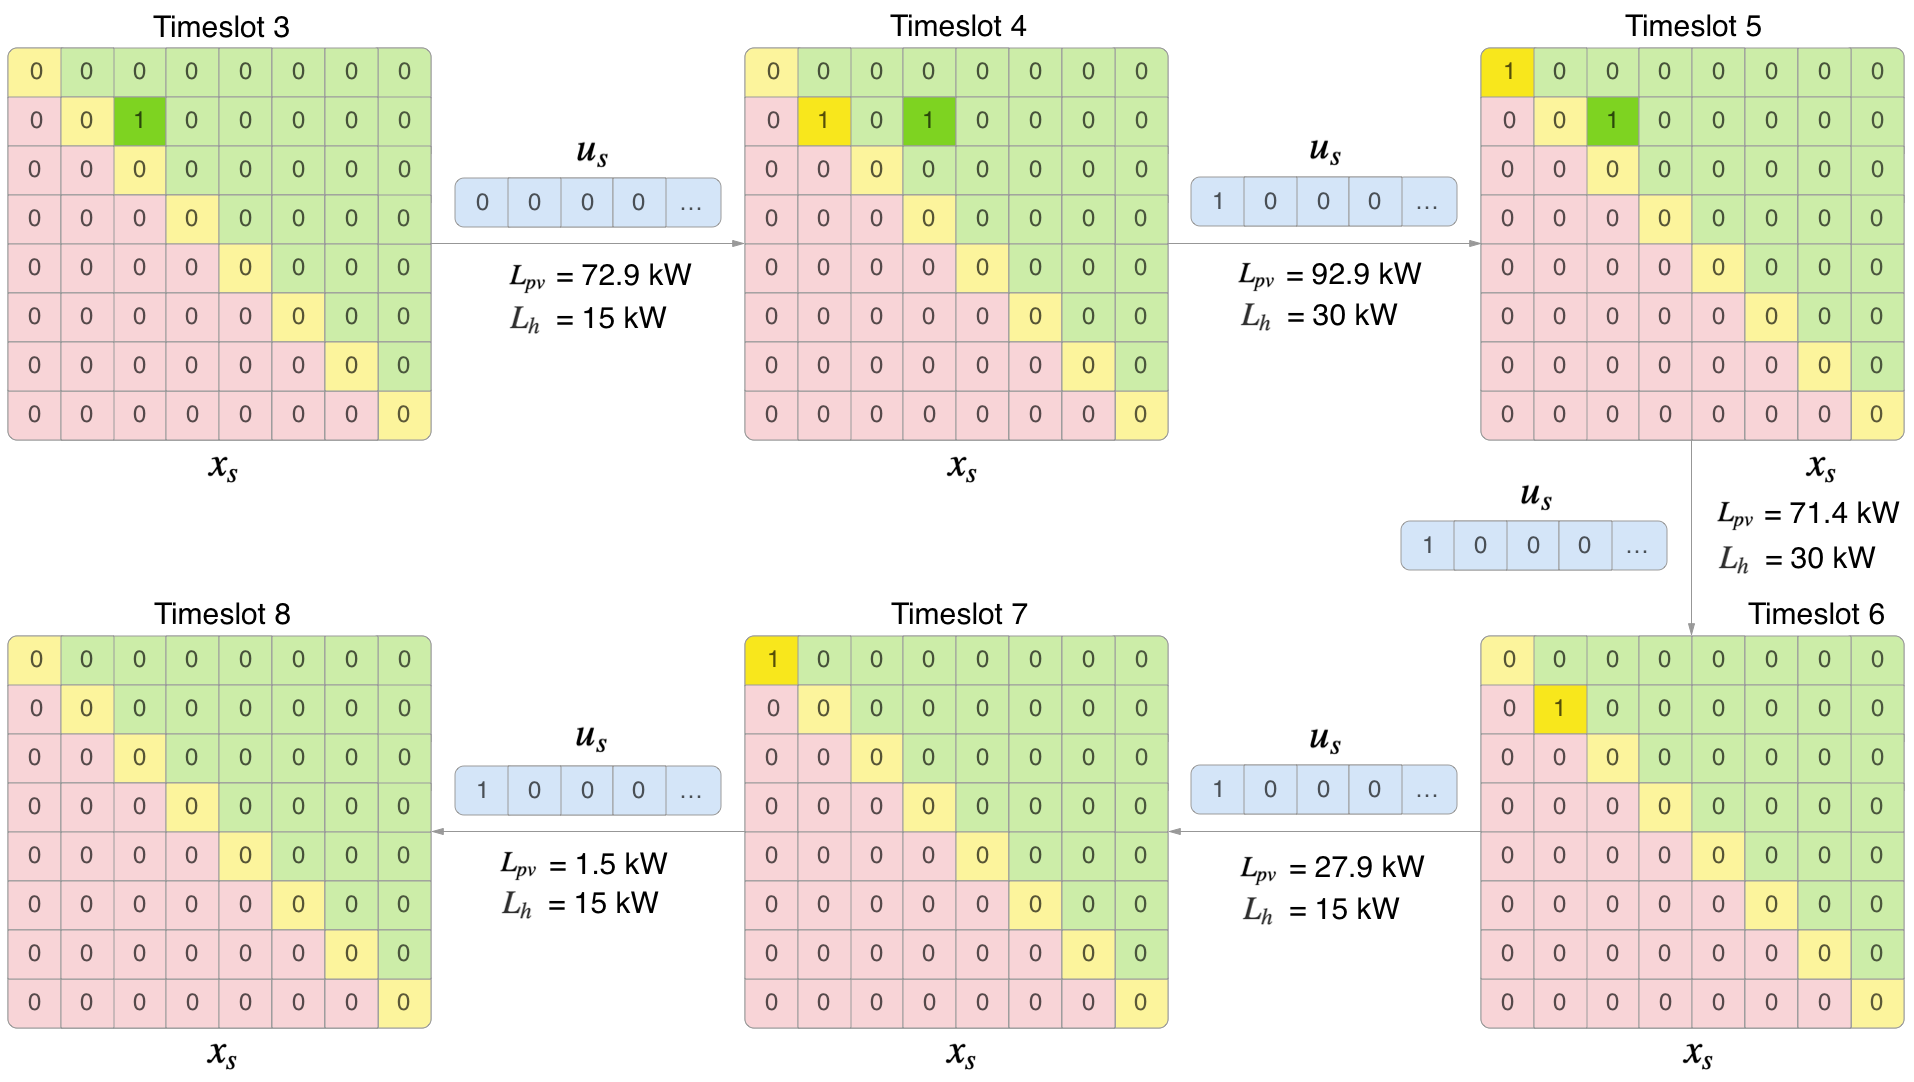 Timeslot 3
0 0 0 0 0 0 0 0
0 0 1 0 0 0 0 0
0 0 0 0 0 0 0 0
0 0 0 0 0 0 0 0
0 0 0 0 0 0 0 0
0 0 0 0 0 0 0 0
0 0 0 0 0 0 0 0
0 0 0 0 0 0 0 0
xₛ
uₛ
0 0 0 0 ...
Lₚᵥ = 72.9 kW
Lₕ = 15 kW
Timeslot 4
0 0 0 0 0 0 0 0
0 1 0 1 0 0 0 0
0 0 0 0 0 0 0 0
0 0 0 0 0 0 0 0
0 0 0 0 0 0 0 0
0 0 0 0 0 0 0 0
0 0 0 0 0 0 0 0
0 0 0 0 0 0 0 0
xₛ
uₛ
1 0 0 0 ...
Lₚᵥ = 92.9 kW
Lₕ = 30 kW
Timeslot 5
1 0 0 0 0 0 0 0
0 0 1 0 0 0 0 0
0 0 0 0 0 0 0 0
0 0 0 0 0 0 0 0
0 0 0 0 0 0 0 0
0 0 0 0 0 0 0 0
0 0 0 0 0 0 0 0
0 0 0 0 0 0 0 0
xₛ
uₛ
1 0 0 0 ...
Lₚᵥ = 71.4 kW
Lₕ = 30 kW
Timeslot 6
0 0 0 0 0 0 0 0
0 1 0 0 0 0 0 0
0 0 0 0 0 0 0 0
0 0 0 0 0 0 0 0
0 0 0 0 0 0 0 0
0 0 0 0 0 0 0 0
0 0 0 0 0 0 0 0
0 0 0 0 0 0 0 0
xₛ
uₛ
1 0 0 0 ...
Lₚᵥ = 27.9 kW
Lₕ = 15 kW
Timeslot 7
1 0 0 0 0 0 0 0
0 0 0 0 0 0 0 0
0 0 0 0 0 0 0 0
0 0 0 0 0 0 0 0
0 0 0 0 0 0 0 0
0 0 0 0 0 0 0 0
0 0 0 0 0 0 0 0
0 0 0 0 0 0 0 0
xₛ
uₛ
1 0 0 0 ...
Lₚᵥ = 1.5 kW
Lₕ = 15 kW
Timeslot 8
0 0 0 0 0 0 0 0
0 0 0 0 0 0 0 0
0 0 0 0 0 0 0 0
0 0 0 0 0 0 0 0
0 0 0 0 0 0 0 0
0 0 0 0 0 0 0 0
0 0 0 0 0 0 0 0
0 0 0 0 0 0 0 0
xₛ